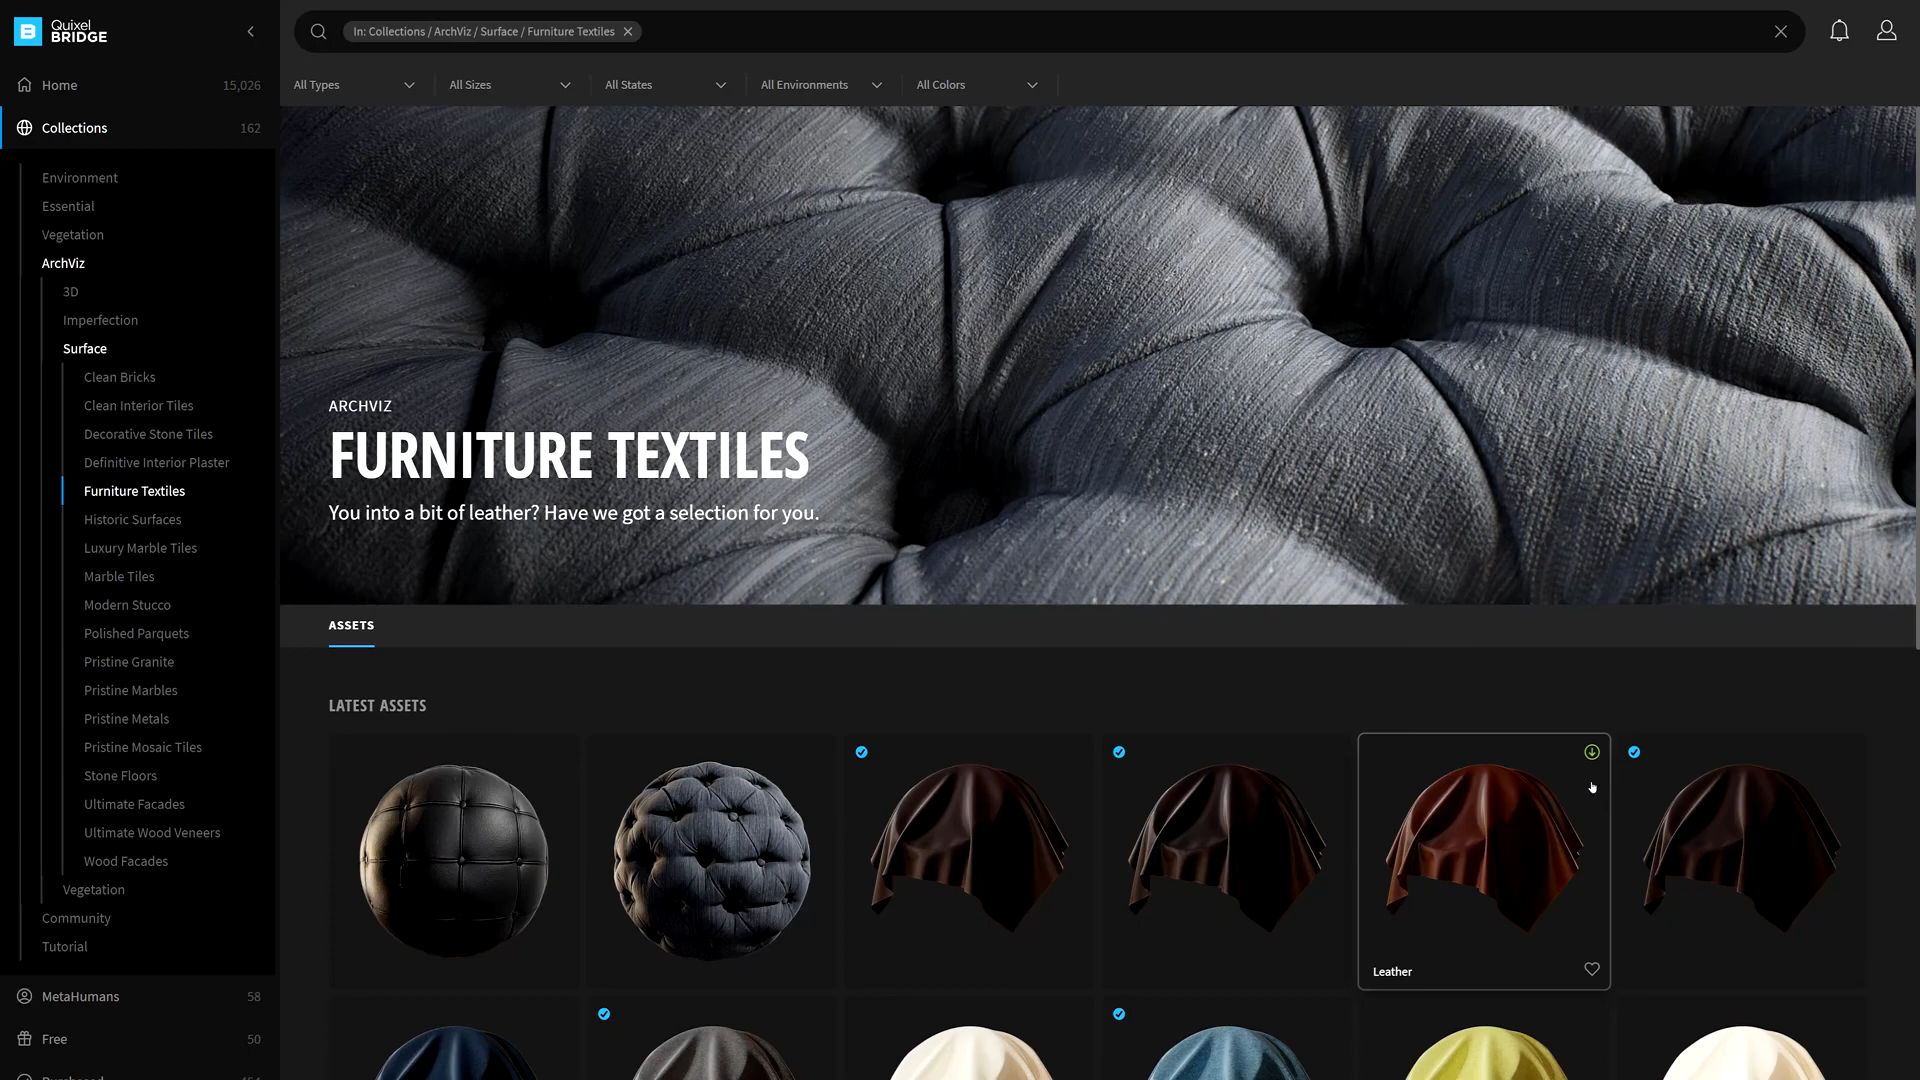 Quixel
BRIDGE
In: Collections / ArchViz / Surface / Furniture Textiles
Home 15,026
All Types All Sizes All States All Environments All Colors
Collections 162
Environment
Essential
Vegetation
ArchViz
3D
Imperfection
Surface
Clean Bricks
Clean Interior Tiles
Decorative Stone Tiles
Definitive Interior Plaster
Furniture Textiles
Historic Surfaces
Luxury Marble Tiles
Marble Tiles
Modern Stucco
Polished Parquets
Pristine Granite
Pristine Marbles
Pristine Metals
Pristine Mosaic Tiles
Stone Floors
Ultimate Facades
Ultimate Wood Veneers
Wood Facades
Vegetation
Community
Tutorial
MetaHumans 58
Free 50
ARCHVIZ
FURNITURE TEXTILES
You into a bit of leather? Have we got a selection for you.
ASSETS
LATEST ASSETS
Leather